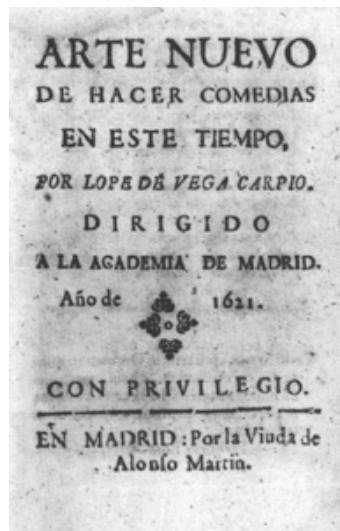 ARTE NUEVO
DE HACER COMEDIAS
EN ESTE TIEMPO,
POR LOPE DE VEGA CARPIO.
DIRIGIDO
A LA ACADEMIA DE MADRID.
Año de 1621.
CON PRIVILEGIO.
EN MADRID: Por la Viuda de
Alonso Martin.